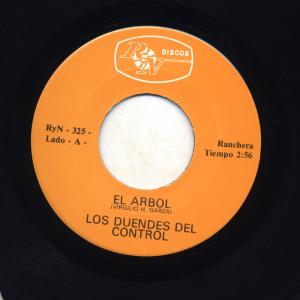 RyN DISCOS
RyN - 325 -
Lado - A -
Ranchera
Tiempo 2:56
EL ARBOL
(VIRGILIO H. GARZA)
LOS DUENDES DEL
CONTROL